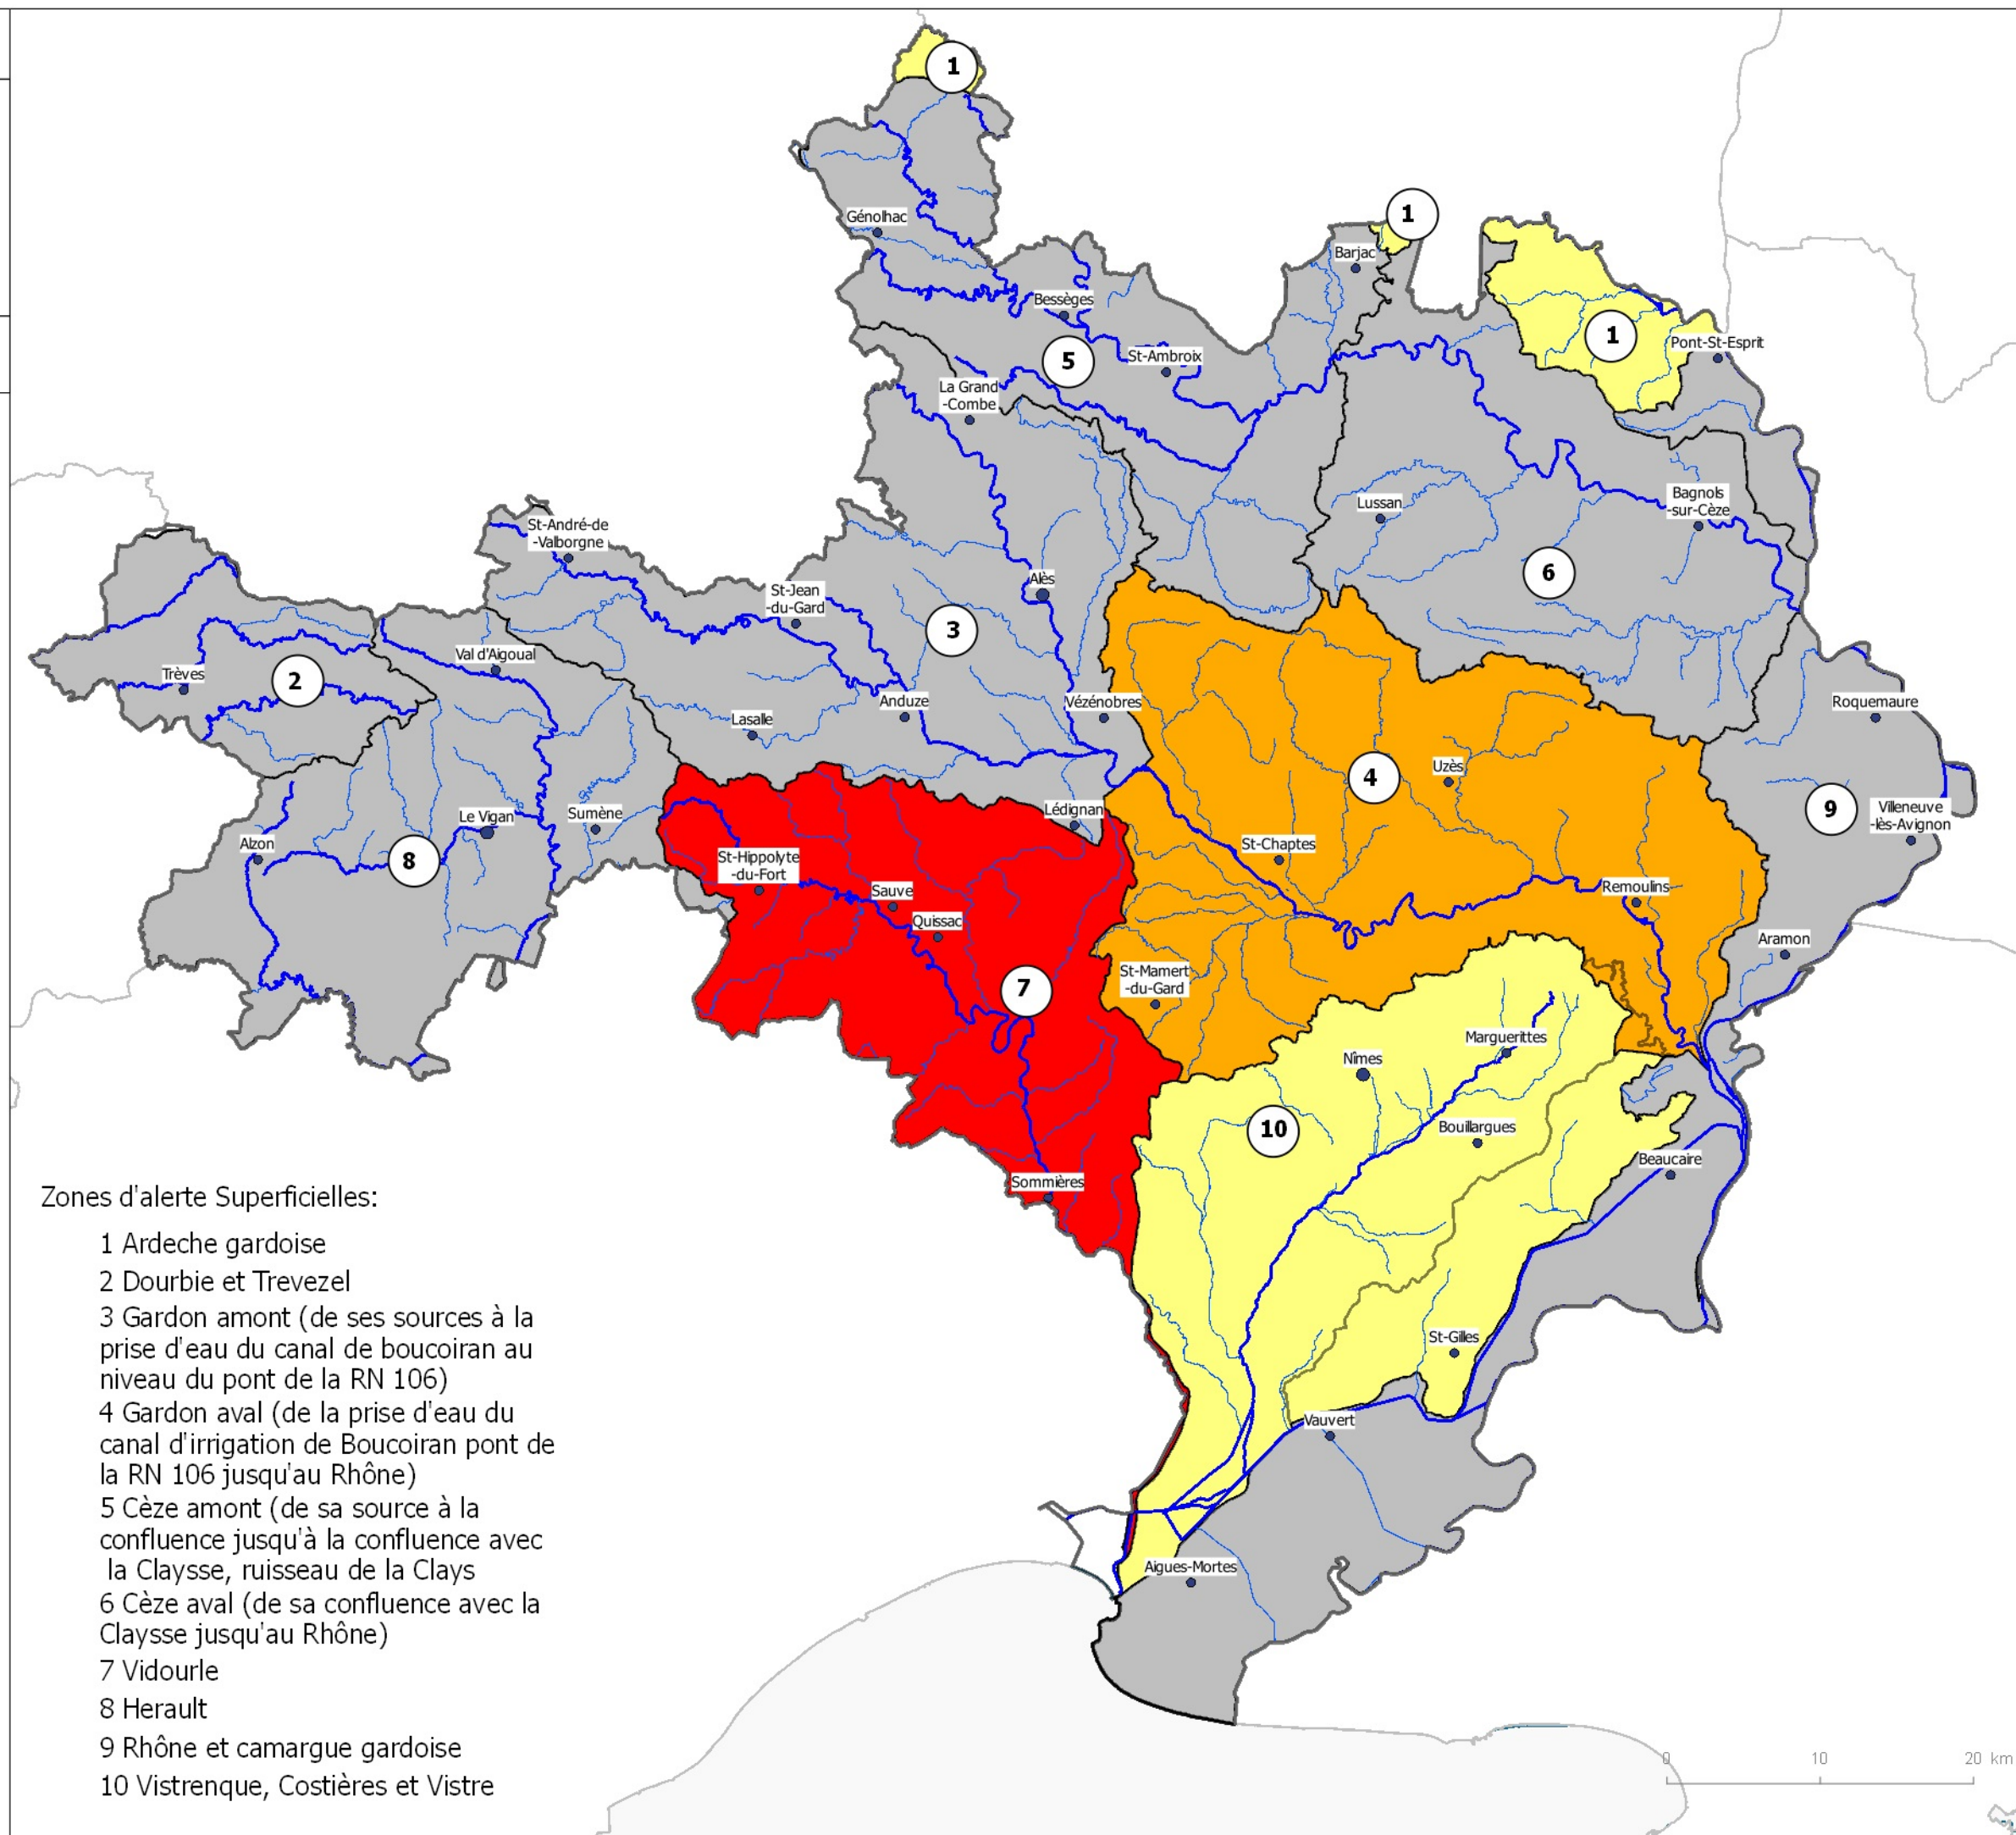 1
1
Génolhac
Barjac
Bessèges
1
Pont-St-Esprit
5
St-Ambroix
La Grand
-Combe
Lussan
Bagnols
-sur-Cèze
St-André-de
-Valborgne
6
Alès
St-Jean
-du-Gard
3
Val d'Aigoual
Trèves
2
Vézénobres
Anduze
Roquemaure
Lasalle
Uzès
4
Villeneuve
-lès-Avignon
9
Lédignan
Sumène
Le Vigan
Alzon
8
St-Chaptes
St-Hippolyte
-du-Fort
Sauve
Remoulins
Quissac
Aramon
St-Mamert
-du-Gard
7
Marguerittes
Nîmes
10
Bouillargues
Beaucaire
Sommières
St-Gilles
Vauvert
Aigues-Mortes
Zones d'alerte Superficielles:
1 Ardeche gardoise
2 Dourbie et Trevezel
3 Gardon amont (de ses sources à la
prise d'eau du canal de boucoiran au
niveau du pont de la RN 106)
4 Gardon aval (de la prise d'eau du
canal d'irrigation de Boucoiran pont de
la RN 106 jusqu'au Rhône)
5 Cèze amont (de sa source à la
confluence jusqu'à la confluence avec
la Claysse, ruisseau de la Clays
6 Cèze aval (de sa confluence avec la
Claysse jusqu'au Rhône)
7 Vidourle
8 Herault
9 Rhône et camargue gardoise
10 Vistrenque, Costières et Vistre
0 10 20 km